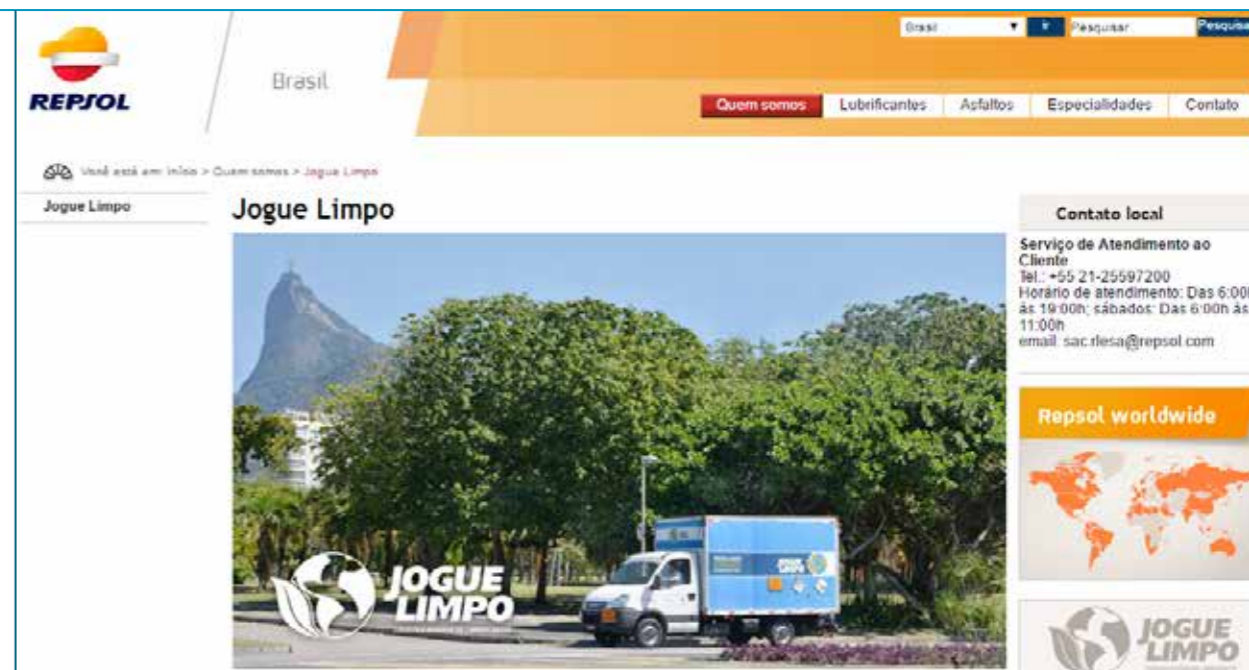 REPSOL
Brasil
Brasil
Ir
Pesquisar
Pesquisa
Quem somos
Lubrificantes
Asfaltos
Especialidades
Contato
Você está em: Início > Quem somos > Jogue Limpo
Jogue Limpo
Jogue Limpo
JOGUE
LIMPO
JOGUE
LIMPO
Contato local
Serviço de Atendimento ao
Cliente
Tel.: +55 21-25597200
Horário de atendimento: Das 6:00h
às 19:00h; sábados: Das 6:00h às
11:00h
email: sac.rlesa@repsol.com
Repsol worldwide
JOGUE
LIMPO